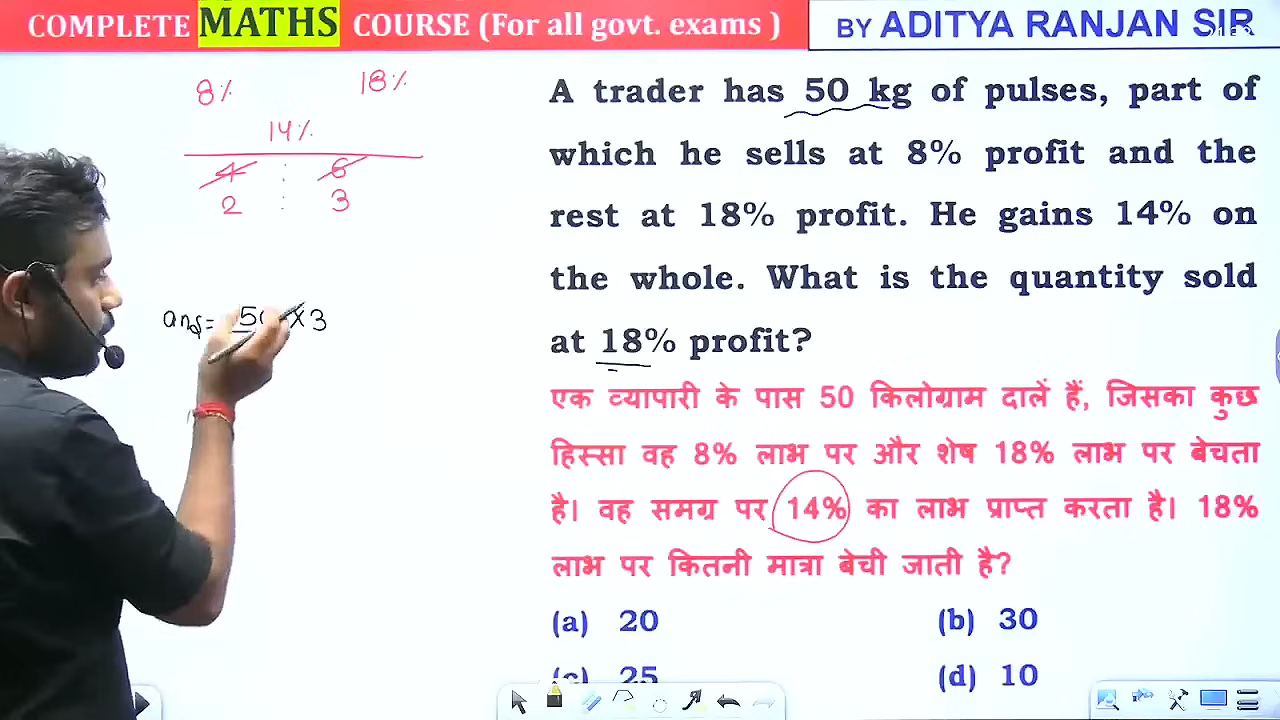 COMPLETE MATHS COURSE (For all govt. exams )
BY ADITYA RANJAN SIR
8%
18%
14%
4 : 6
2 : 3
ans = 50 × 3
A trader has 50 kg of pulses, part of
which he sells at 8% profit and the
rest at 18% profit. He gains 14% on
the whole. What is the quantity sold
at 18% profit?
एक व्यापारी के पास 50 किलोग्राम दालें हैं, जिसका कुछ
हिस्सा वह 8% लाभ पर और शेष 18% लाभ पर बेचता
है। वह समग्र पर 14% का लाभ प्राप्त करता है। 18%
लाभ पर कितनी मात्रा बेची जाती है?
(a) 20
(b) 30
(c) 25
(d) 10